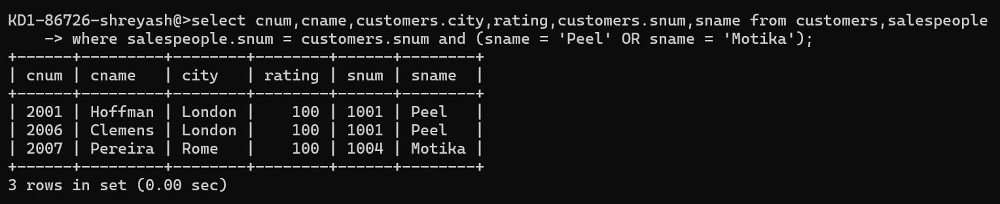 KD1-86726-shreyash@>select cnum,cname,customers.city,rating,customers.snum,sname from customers,salespeople
    -> where salespeople.snum = customers.snum and (sname = 'Peel' OR sname = 'Motika');
+------+---------+--------+--------+------+--------+
| cnum | cname   | city   | rating | snum | sname  |
+------+---------+--------+--------+------+--------+
| 2001 | Hoffman | London |    100 | 1001 | Peel   |
| 2006 | Clemens | London |    100 | 1001 | Peel   |
| 2007 | Pereira | Rome   |    100 | 1004 | Motika |
+------+---------+--------+--------+------+--------+
3 rows in set (0.00 sec)